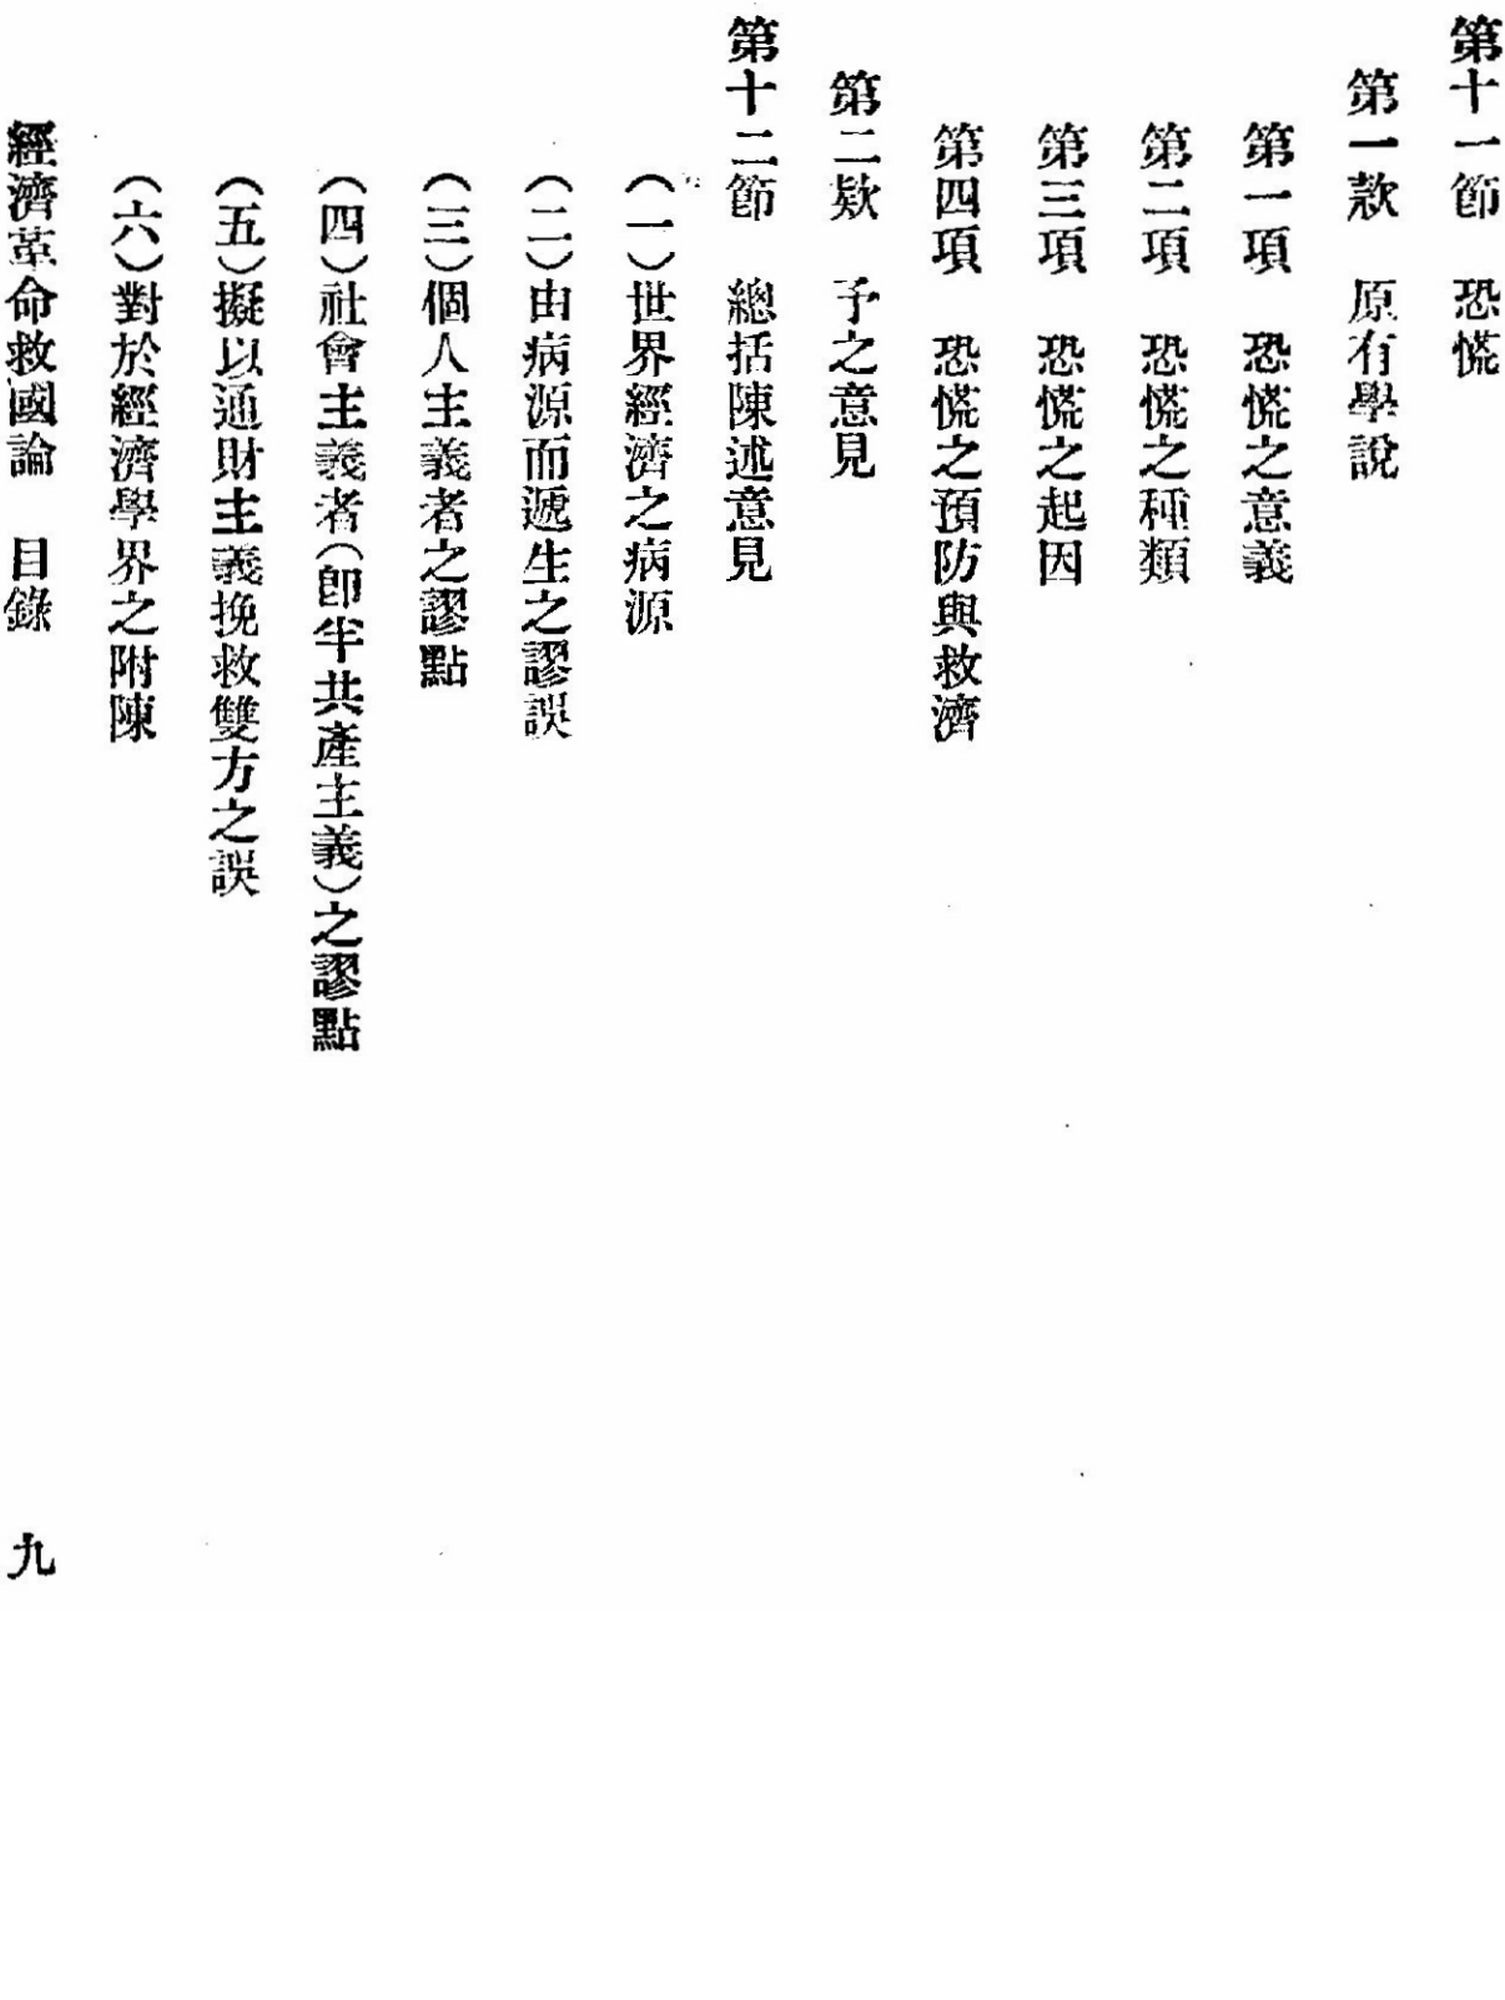 第十一節　恐慌
第一款　原有學說
第一項　恐慌之意義
第二項　恐慌之種類
第三項　恐慌之起因
第四項　恐慌之預防與救濟
第二欵　予之意見
第十二節　總括陳述意見
（一）世界經濟之病源
（二）由病源而遞生之謬誤
（三）個人主義者之謬點
（四）社會主義者（卽半共產主義）之謬點
（五）擬以通財主義挽救雙方之誤
（六）對於經濟學界之附陳
經濟革命救國論　目錄　九